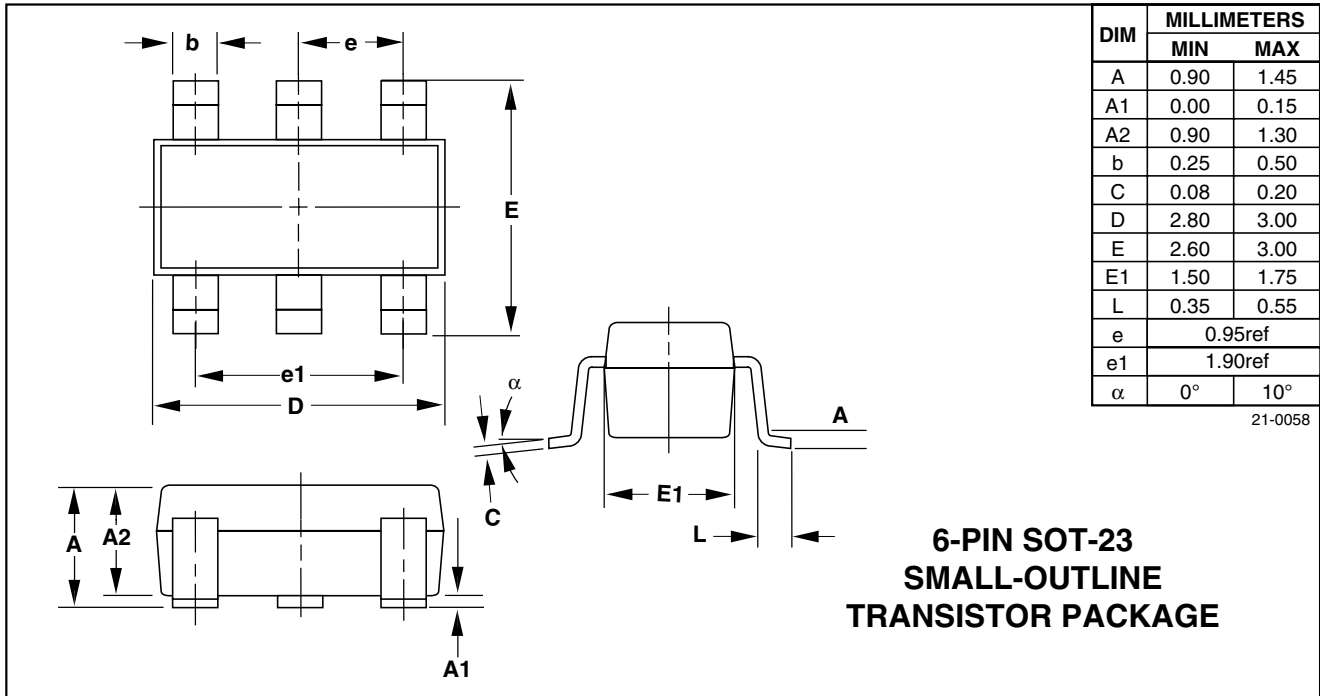 b
e
E
e1
D
α
C
A
E1
L
A
A2
A1
DIM MILLIMETERS
MIN MAX
A 0.90 1.45
A1 0.00 0.15
A2 0.90 1.30
b 0.25 0.50
C 0.08 0.20
D 2.80 3.00
E 2.60 3.00
E1 1.50 1.75
L 0.35 0.55
e 0.95ref
e1 1.90ref
α 0° 10°
21-0058
6-PIN SOT-23
SMALL-OUTLINE
TRANSISTOR PACKAGE